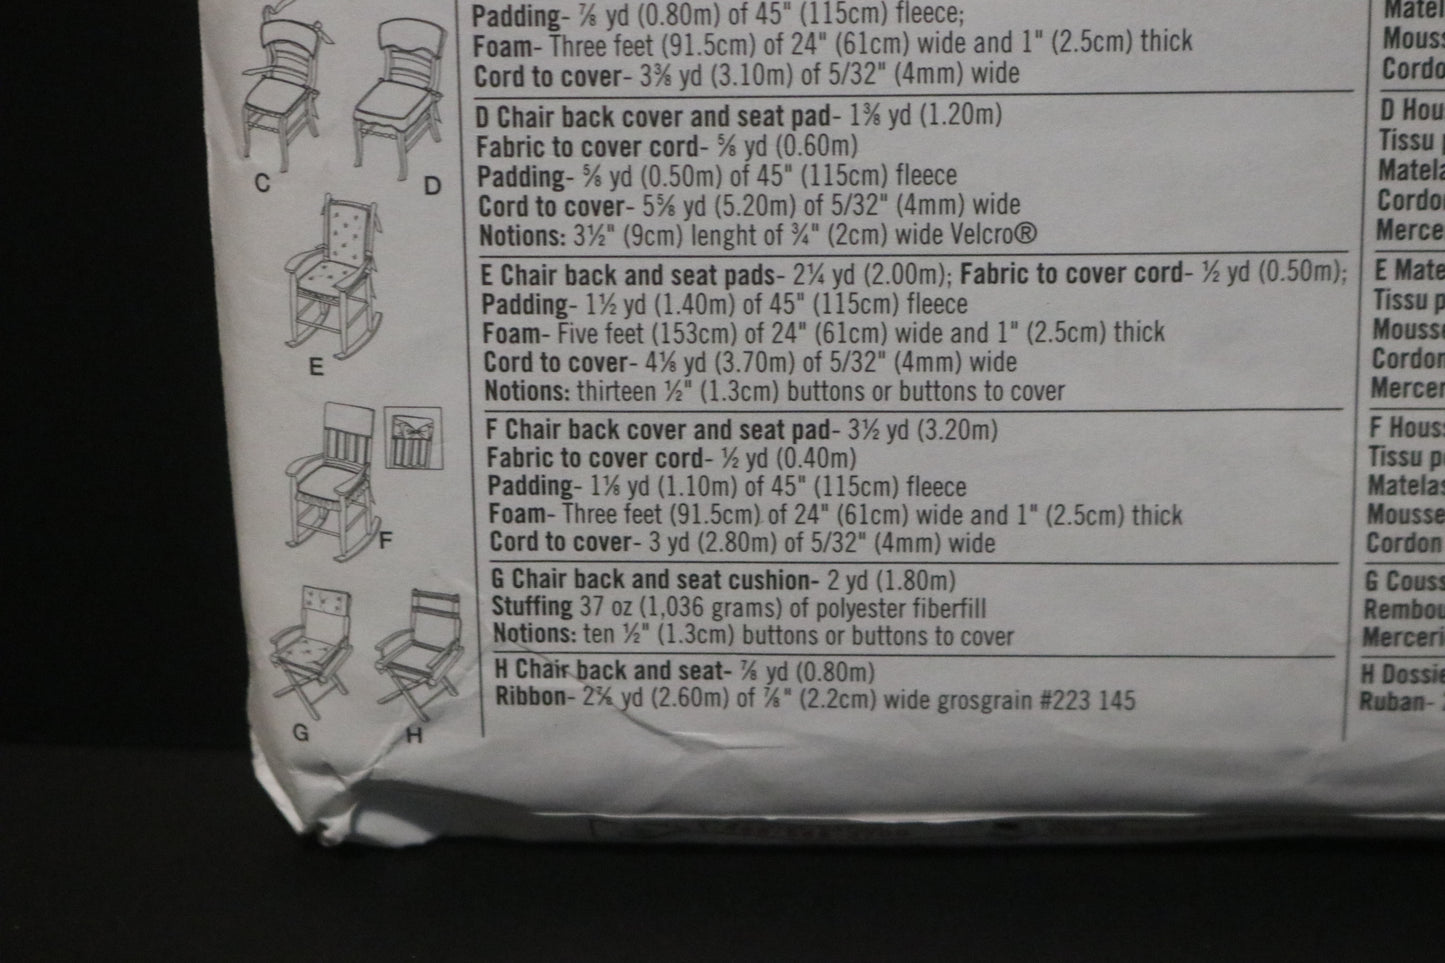 Padding- ⅞ yd (0.80m) of 45" (115cm) fleece;
Foam- Three feet (91.5cm) of 24" (61cm) wide and 1" (2.5cm) thick
Cord to cover- 3⅜ yd (3.10m) of 5/32" (4mm) wide
D Chair back cover and seat pad- 1⅜ yd (1.20m)
Fabric to cover cord- ⅝ yd (0.60m)
Padding- ⅝ yd (0.50m) of 45" (115cm) fleece
Cord to cover- 5⅝ yd (5.20m) of 5/32" (4mm) wide
Notions: 3½" (9cm) lenght of ¾" (2cm) wide Velcro®
E Chair back and seat pads- 2¼ yd (2.00m); Fabric to cover cord- ½ yd (0.50m);
Padding- 1½ yd (1.40m) of 45" (115cm) fleece
Foam- Five feet (153cm) of 24" (61cm) wide and 1" (2.5cm) thick
Cord to cover- 4⅛ yd (3.70m) of 5/32" (4mm) wide
Notions: thirteen ½" (1.3cm) buttons or buttons to cover
F Chair back cover and seat pad- 3½ yd (3.20m)
Fabric to cover cord- ½ yd (0.40m)
Padding- 1⅛ yd (1.10m) of 45" (115cm) fleece
Foam- Three feet (91.5cm) of 24" (61cm) wide and 1" (2.5cm) thick
Cord to cover- 3 yd (2.80m) of 5/32" (4mm) wide
G Chair back and seat cushion- 2 yd (1.80m)
Stuffing 37 oz (1,036 grams) of polyester fiberfill
Notions: ten ½" (1.3cm) buttons or buttons to cover
H Chair back and seat- ⅞ yd (0.80m)
Ribbon- yd (2.60m) of ⅞" (2.2cm) wide grosgrain #223 145
C
D
E
F
G
H
Matel
Mouss
Cordo
D Hou
Tissu p
Matela
Cordo
Merce
E Mate
Tissu p
Mousse
Cordon
Mercer
F Hous
Tissu p
Matelas
Mousse
Cordon
G Couss
Rembou
Merceri
H Dossie
Ruban-